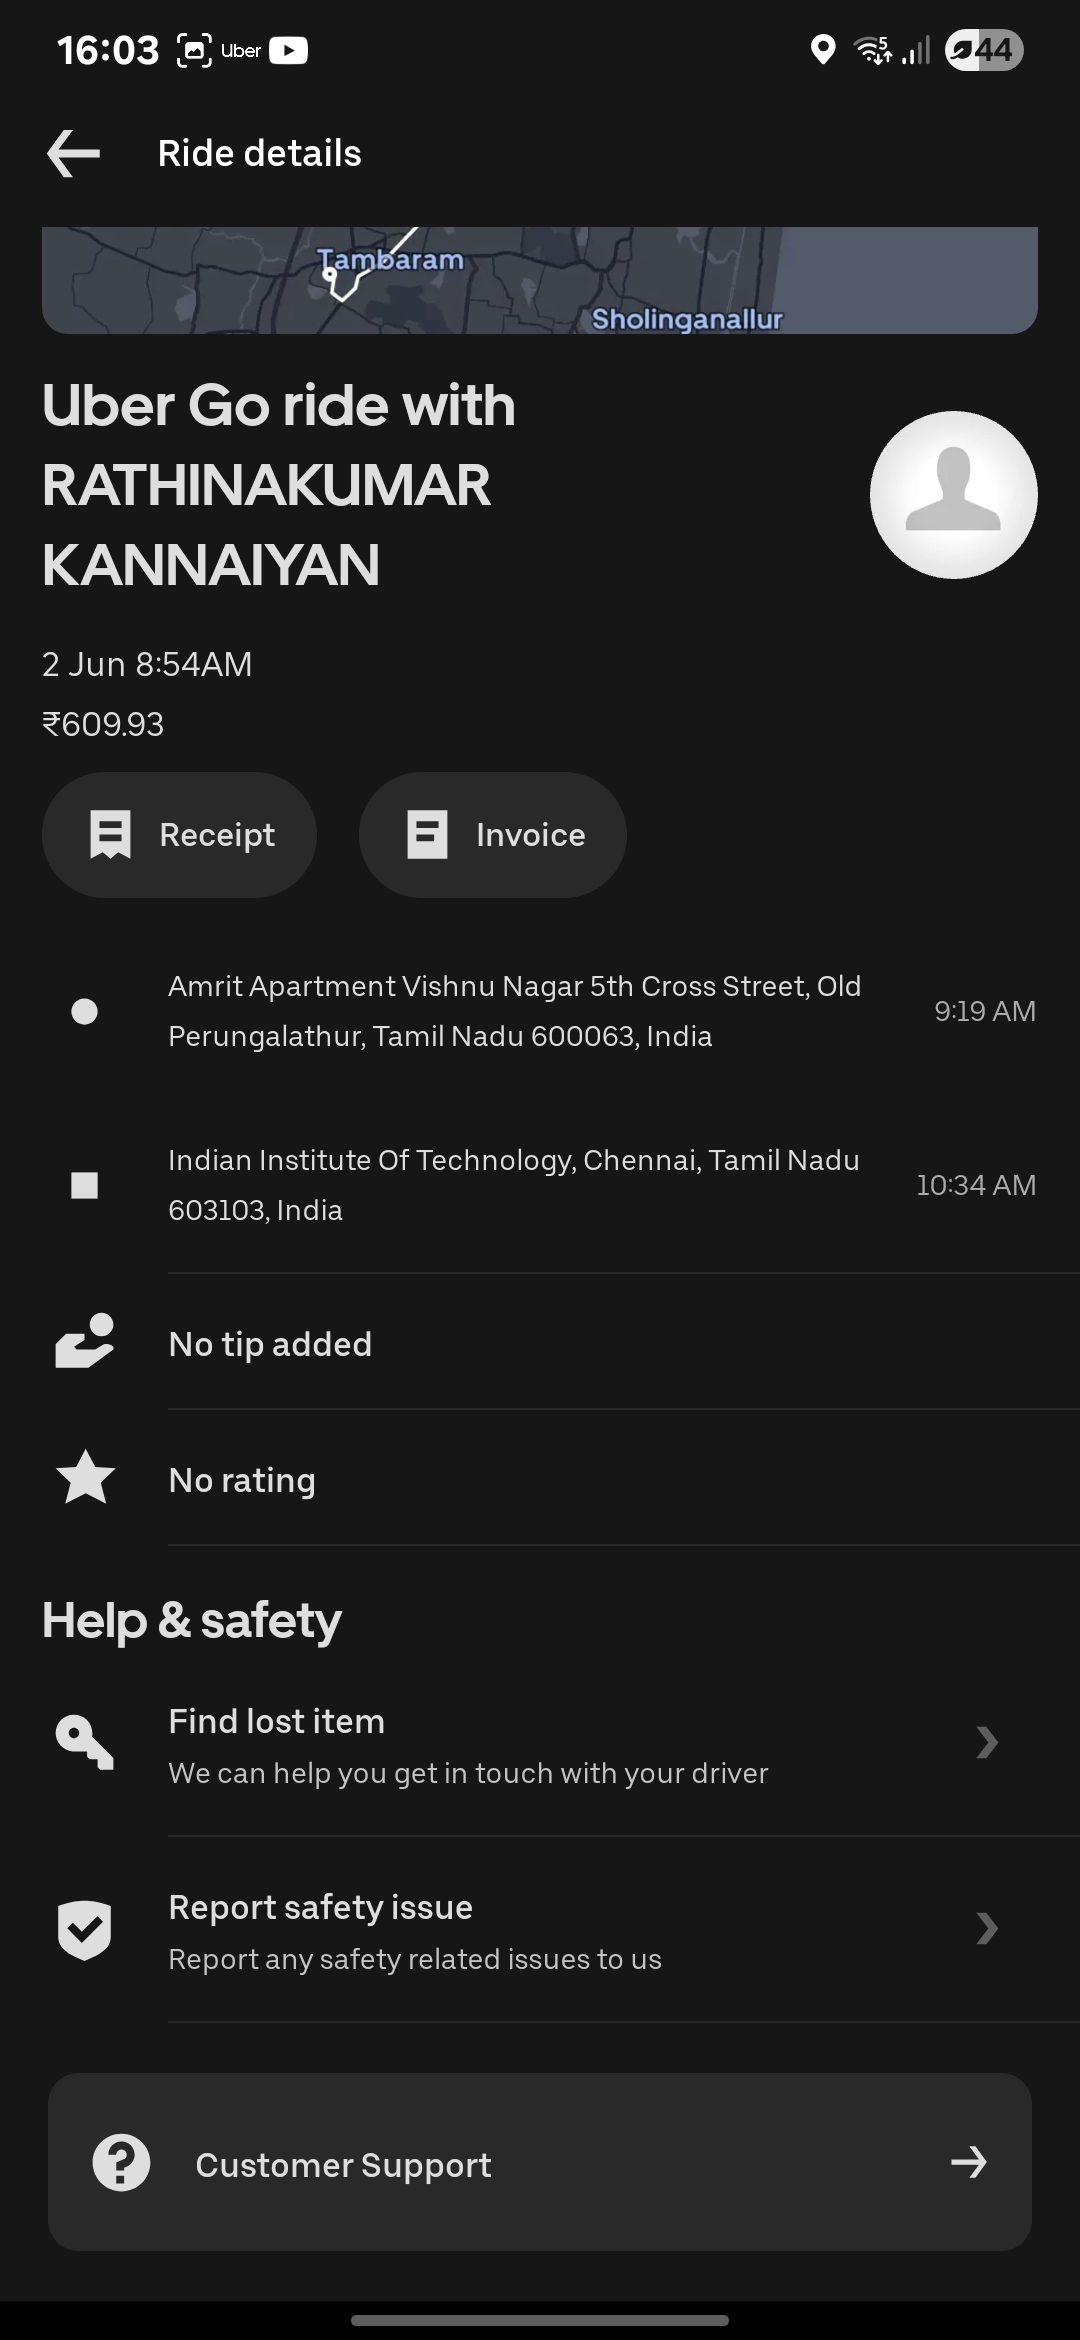 16:03 Uber 5 44
Ride details
Tambaram
Sholinganallur
Uber Go ride with
RATHINAKUMAR
KANNAIYAN
2 Jun 8:54AM
₹609.93
Receipt Invoice
Amrit Apartment Vishnu Nagar 5th Cross Street, Old
Perungalathur, Tamil Nadu 600063, India
9:19 AM
Indian Institute Of Technology, Chennai, Tamil Nadu
603103, India
10:34 AM
No tip added
No rating
Help & safety
Find lost item
We can help you get in touch with your driver
Report safety issue
Report any safety related issues to us
Customer Support